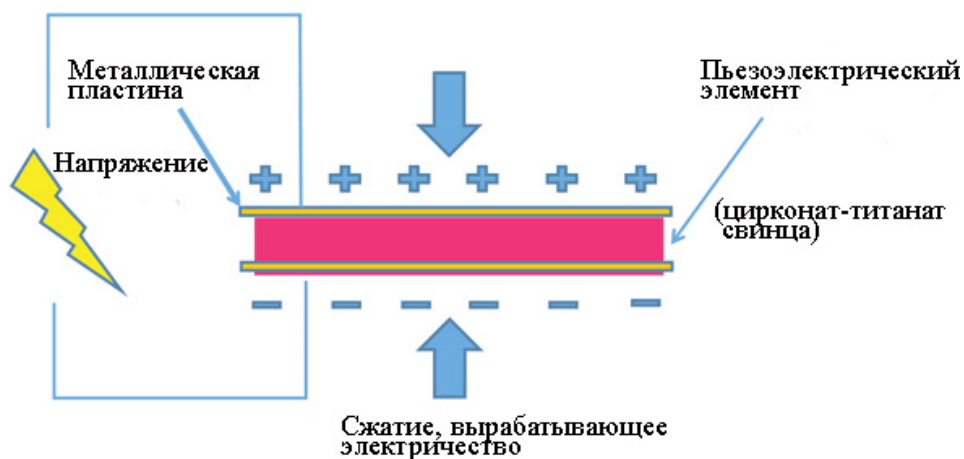 Металлическая
пластина
Пьезоэлектрический
элемент
Напряжение
(цирконат-титанат
свинца)
Сжатие, вырабатывающее
электричество